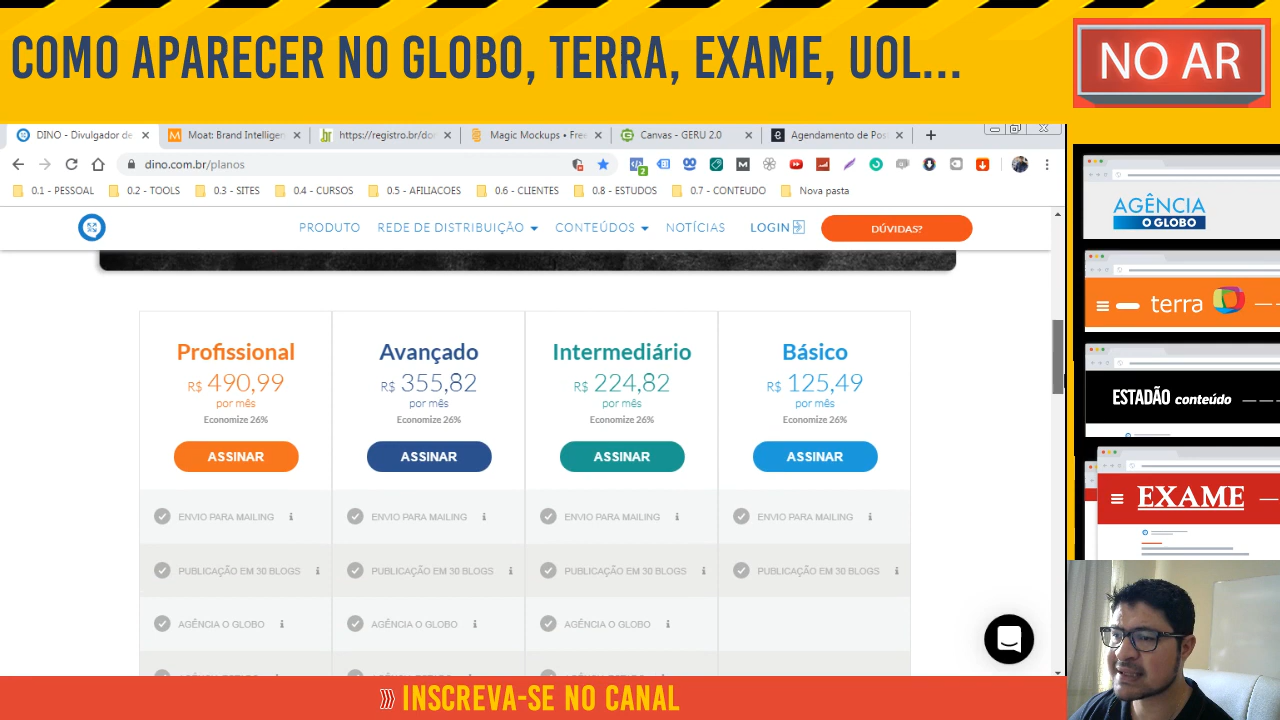 COMO APARECER NO GLOBO, TERRA, EXAME, UOL...
NO AR
DINO - Divulgador de
Moat: Brand Intelligen
https://registro.br/do
Magic Mockups • Fre
Canvas - GERU 2.0
Agendamento de Pos
dino.com.br/planos
0.1 - PESSOAL
0.2 - TOOLS
0.3 - SITES
0.4 - CURSOS
0.5 - AFILIACOES
0.6 - CLIENTES
0.8 - ESTUDOS
0.7 - CONTEUDO
Nova pasta
PRODUTO
REDE DE DISTRIBUIÇÃO
CONTEÚDOS
NOTÍCIAS
LOGIN
DÚVIDAS?
Profissional
R$ 490,99
por mês
Economize 26%
ASSINAR
Avançado
R$ 355,82
por mês
Economize 26%
ASSINAR
Intermediário
R$ 224,82
por mês
Economize 26%
ASSINAR
Básico
R$ 125,49
por mês
Economize 26%
ASSINAR
ENVIO PARA MAILING
ENVIO PARA MAILING
ENVIO PARA MAILING
ENVIO PARA MAILING
PUBLICAÇÃO EM 30 BLOGS
PUBLICAÇÃO EM 30 BLOGS
PUBLICAÇÃO EM 30 BLOGS
PUBLICAÇÃO EM 30 BLOGS
AGÊNCIA O GLOBO
AGÊNCIA O GLOBO
AGÊNCIA O GLOBO
AGÊNCIA
O GLOBO
terra
ESTADÃO conteúdo
EXAME
INSCREVA-SE NO CANAL